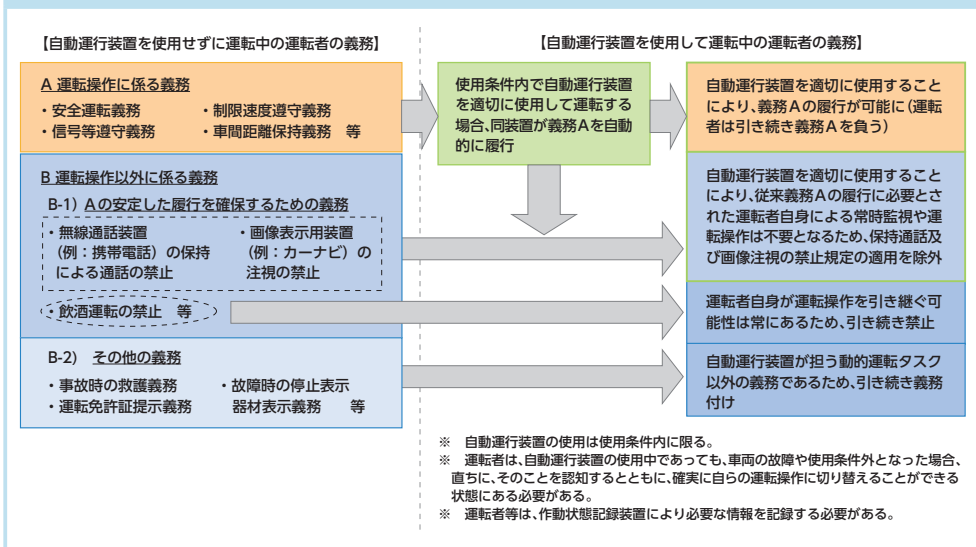 【自動運行装置を使用せずに運転中の運転者の義務】
【自動運行装置を使用して運転中の運転者の義務】
A 運転操作に係る義務
・安全運転義務 ・制限速度遵守義務
・信号等遵守義務 ・車間距離保持義務 等
使用条件内で自動運行装置
を適切に使用して運転する
場合、同装置が義務Aを自動
的に履行
自動運行装置を適切に使用すること
により、義務Aの履行が可能に（運転
者は引き続き義務Aを負う）
B 運転操作以外に係る義務
B-1) Aの安定した履行を確保するための義務
・無線通話装置
（例：携帯電話）の保持
による通話の禁止
・画像表示用装置
（例：カーナビ）の
注視の禁止
自動運行装置を適切に使用すること
により、従来義務Aの履行に必要とさ
れた運転者自身による常時監視や運
転操作は不要となるため、保持通話及
び画像注視の禁止規定の適用を除外
・飲酒運転の禁止 等
運転者自身が運転操作を引き継ぐ可
能性は常にあるため、引き続き禁止
B-2) その他の義務
・事故時の救護義務 ・故障時の停止表示
・運転免許証提示義務 器材表示義務 等
自動運行装置が担う動的運転タスク
以外の義務であるため、引き続き義務
付け
※ 自動運行装置の使用は使用条件内に限る。
※ 運転者は、自動運行装置の使用中であっても、車両の故障や使用条件外となった場合、
直ちに、そのことを認知するとともに、確実に自らの運転操作に切り替えることができる
状態にある必要がある。
※ 運転者等は、作動状態記録装置により必要な情報を記録する必要がある。